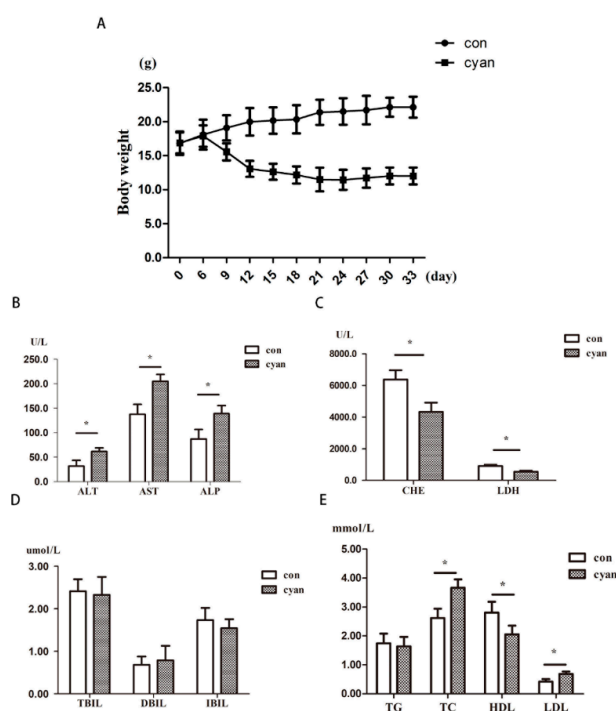 A
con
cyan
(g)
25.0
20.0
15.0
10.0
5.0
0.0
Body weight
0 6 9 12 15 18 21 24 27 30 33 (day)
B
U/L
250.0
200.0
150.0
100.0
50.0
0.0
con
cyan
*
*
*
ALT AST ALP
C
U/L
8000.0
6000.0
4000.0
2000.0
0.0
con
cyan
*
*
CHE LDH
D
umol/L
3.00
2.00
1.00
0.00
con
cyan
TBIL DBIL IBIL
E
mmol/L
5.00
4.00
3.00
2.00
1.00
0.00
con
cyan
*
*
*
TG TC HDL LDL